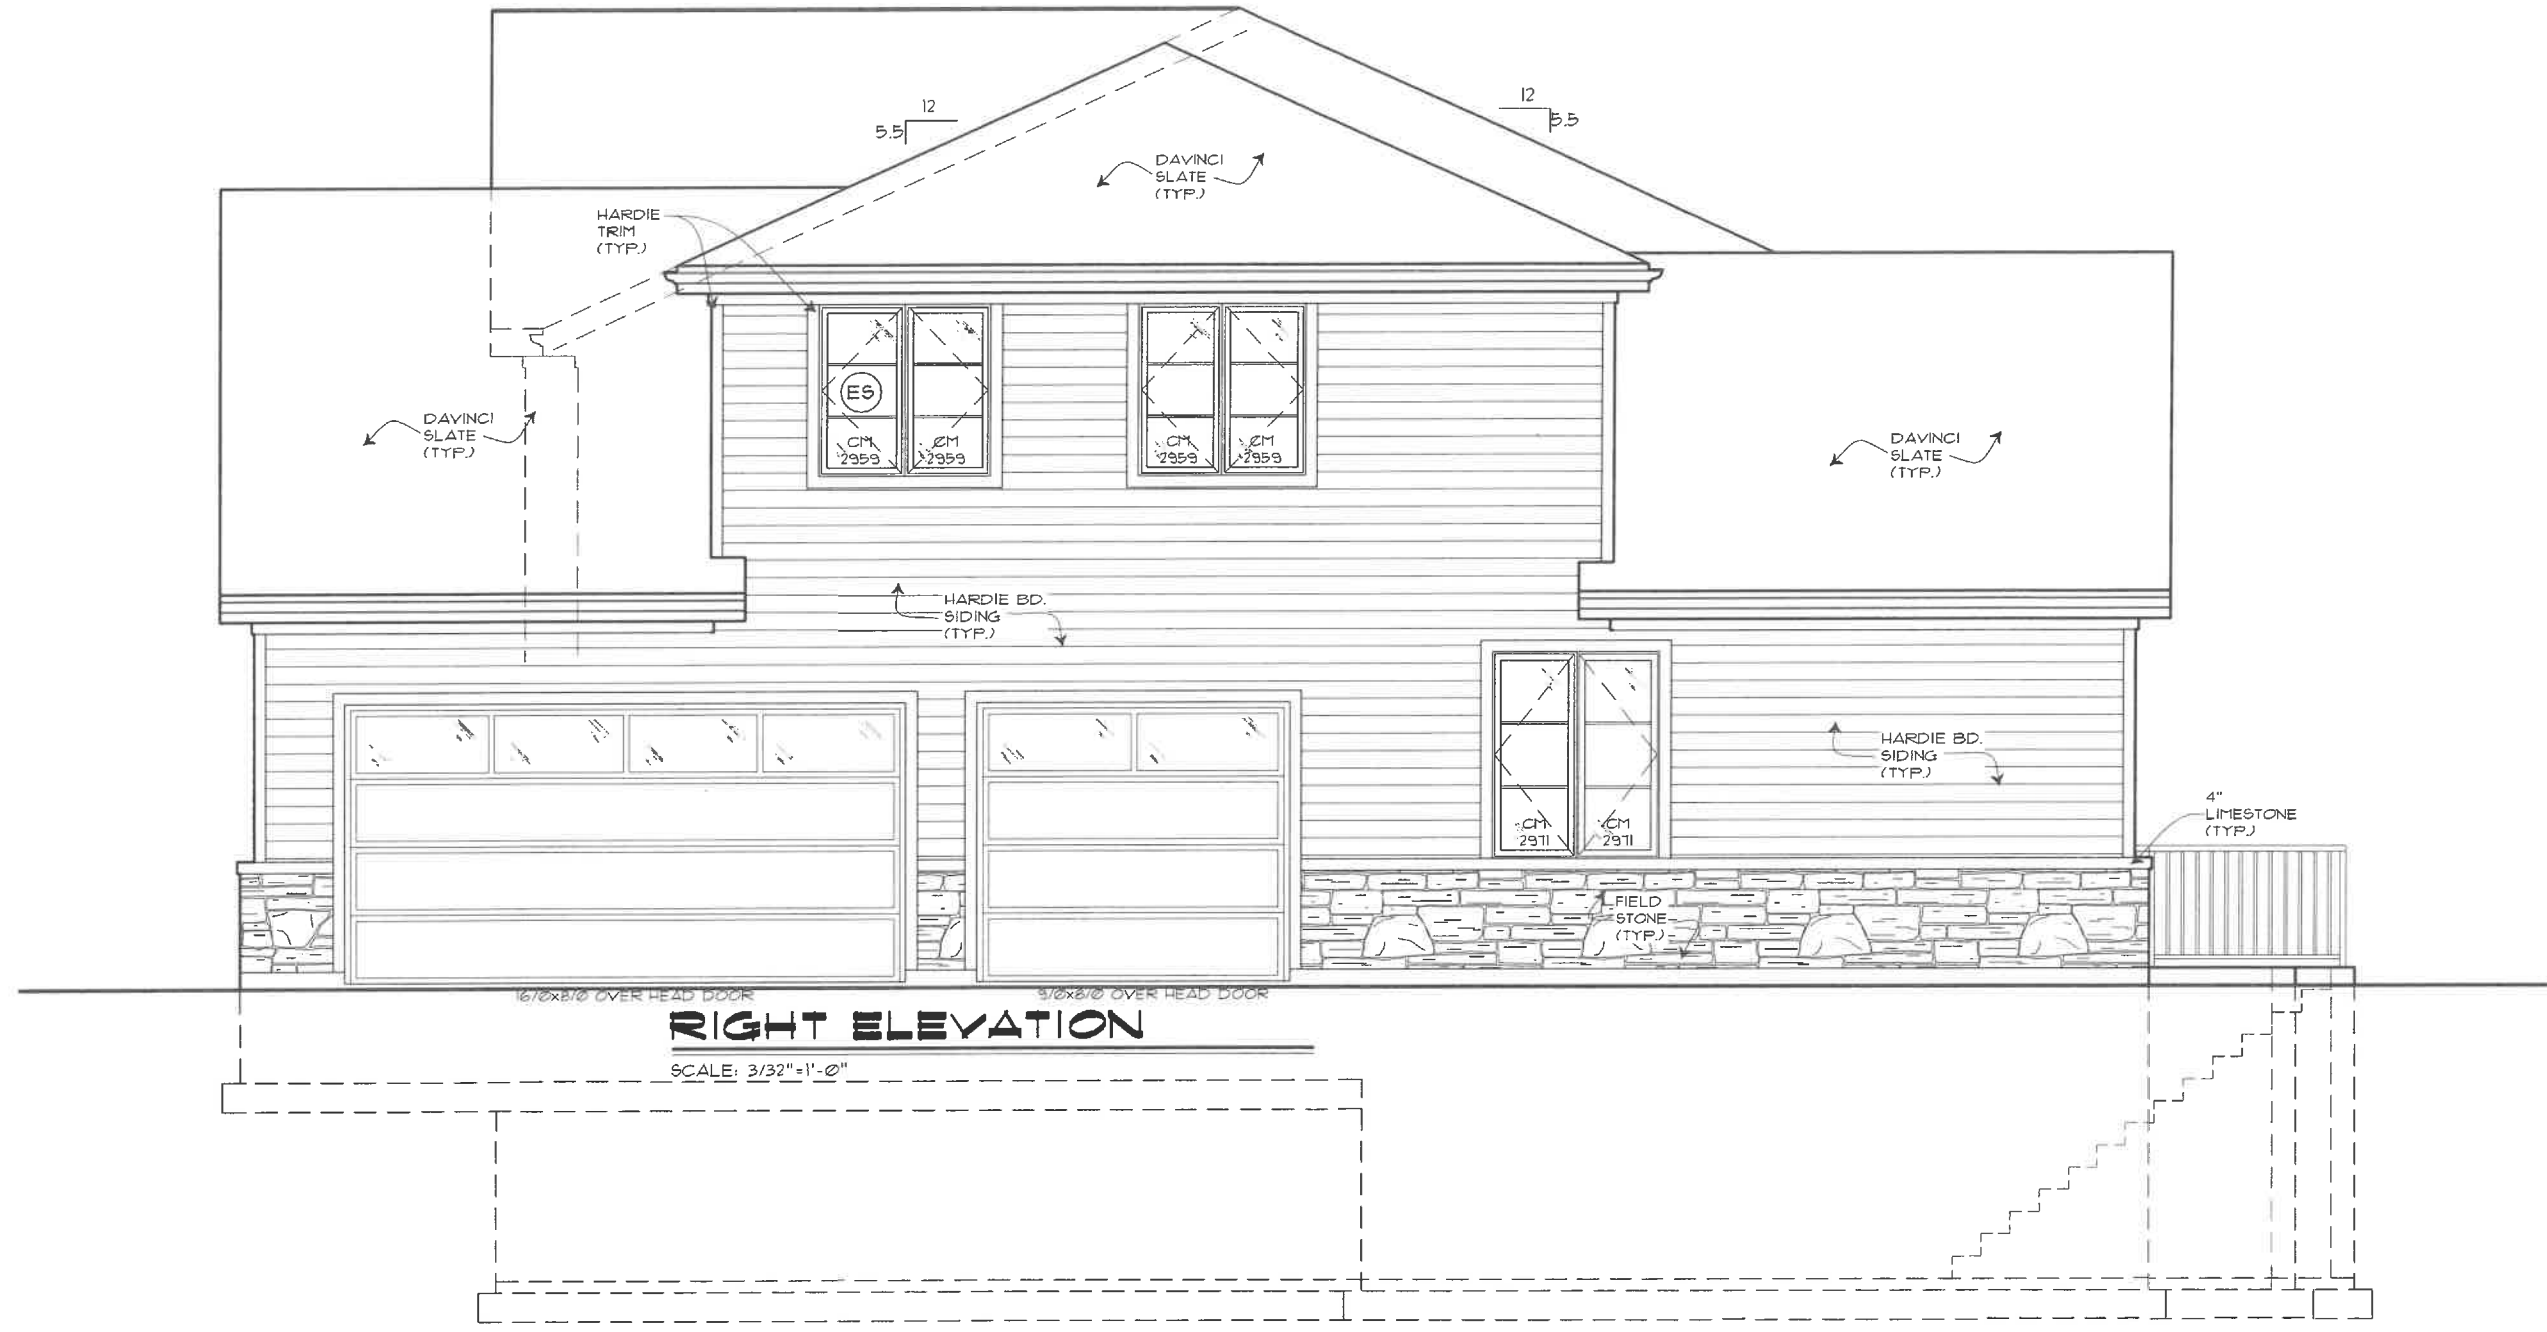 12
5.5
12
5.5
DAVINCI
SLATE
(TYP.)
HARDIE
TRIM
(TYP.)
ES
CM
2959
CM
2959
CM
2959
CM
2959
DAVINCI
SLATE
(TYP.)
DAVINCI
SLATE
(TYP.)
HARDIE BD.
SIDING
(TYP.)
HARDIE BD.
SIDING
(TYP.)
CM
2971
CM
2971
4"
LIMESTONE
(TYP.)
FIELD
STONE
(TYP.)
16/0x8/0 OVER HEAD DOOR
9/0x8/0 OVER HEAD DOOR
RIGHT ELEVATION
SCALE: 3/32"=1'-0"